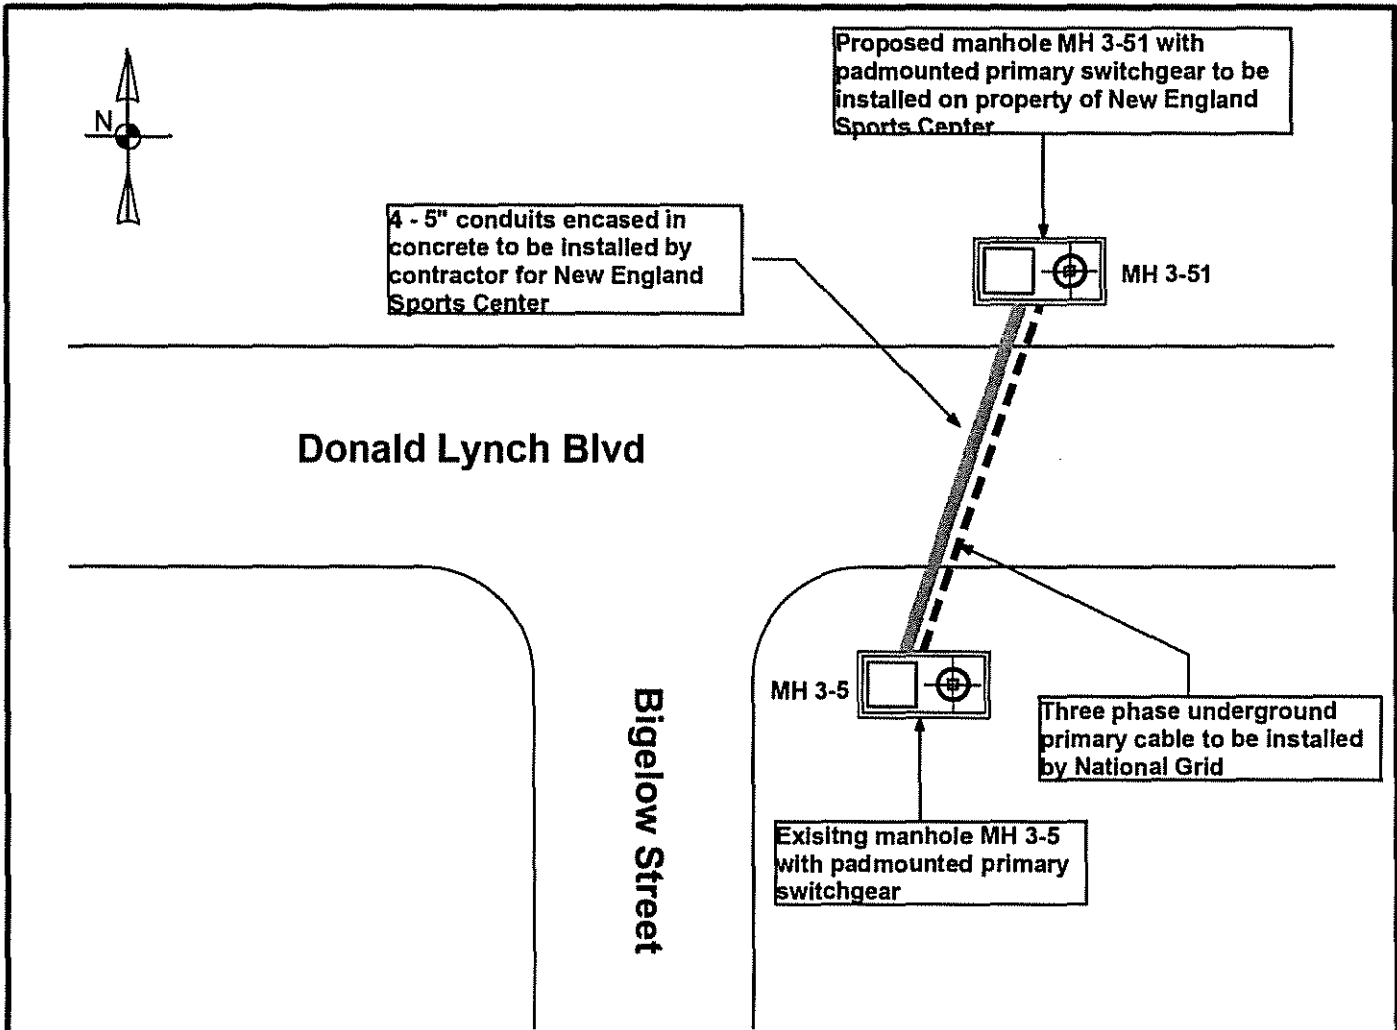 Proposed manhole MH 3-51 with
padmounted primary switchgear to be
installed on property of New England
Sports Center
N
4 - 5" conduits encased in
concrete to be installed by
contractor for New England
Sports Center
MH 3-51
Donald Lynch Blvd
MH 3-5
Bigelow Street
Three phase underground
primary cable to be installed
by National Grid
Exisitng manhole MH 3-5
with padmounted primary
switchgear